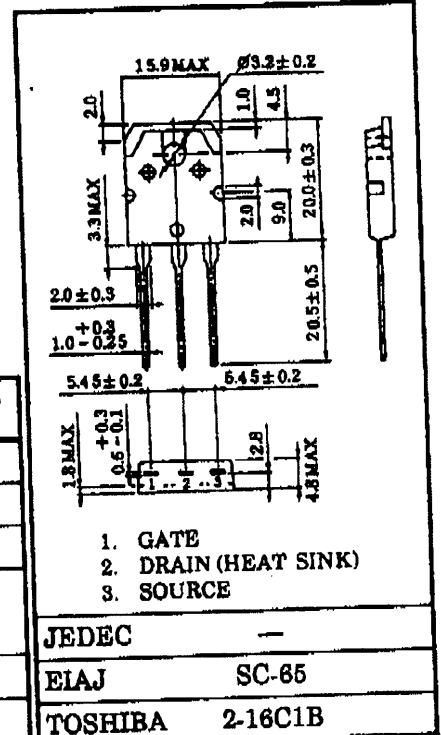 15.9MAX
Ø3.2±0.2
2.0
1.0
4.5
20.0±0.3
3.3MAX
2.0
9.0
2.0±0.3
+0.3
1.0-0.25
20.5±0.5
5.45±0.2
5.45±0.2
1.8MAX
+0.3
0.6-0.1
1 2 3
2.8
4.8MAX
1. GATE
2. DRAIN (HEAT SINK)
3. SOURCE
JEDEC —
EIAJ SC-65
TOSHIBA 2-16C1B